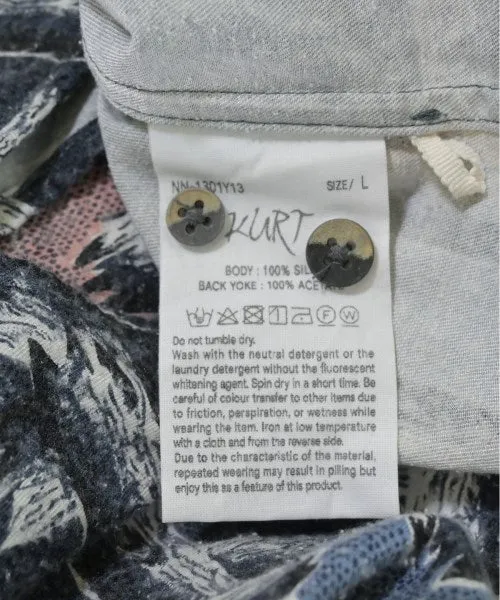 NN-1301Y13
SIZE/ L
KURT
BODY : 100% SIL
BACK YOKE : 100% ACETAT
F W
Do not tumble dry.
Wash with the neutral detergent or the
laundry detergent without the fluorescent
whitening agent. Spin dry in a short time. Be
careful of colour transfer to other items due
to friction, perspiration, or wetness while
wearing the item. Iron at low temperature
with a cloth and from the reverse side.
Due to the characteristic of the material,
repeated wearing may result in pilling but
enjoy this as a feature of this product.